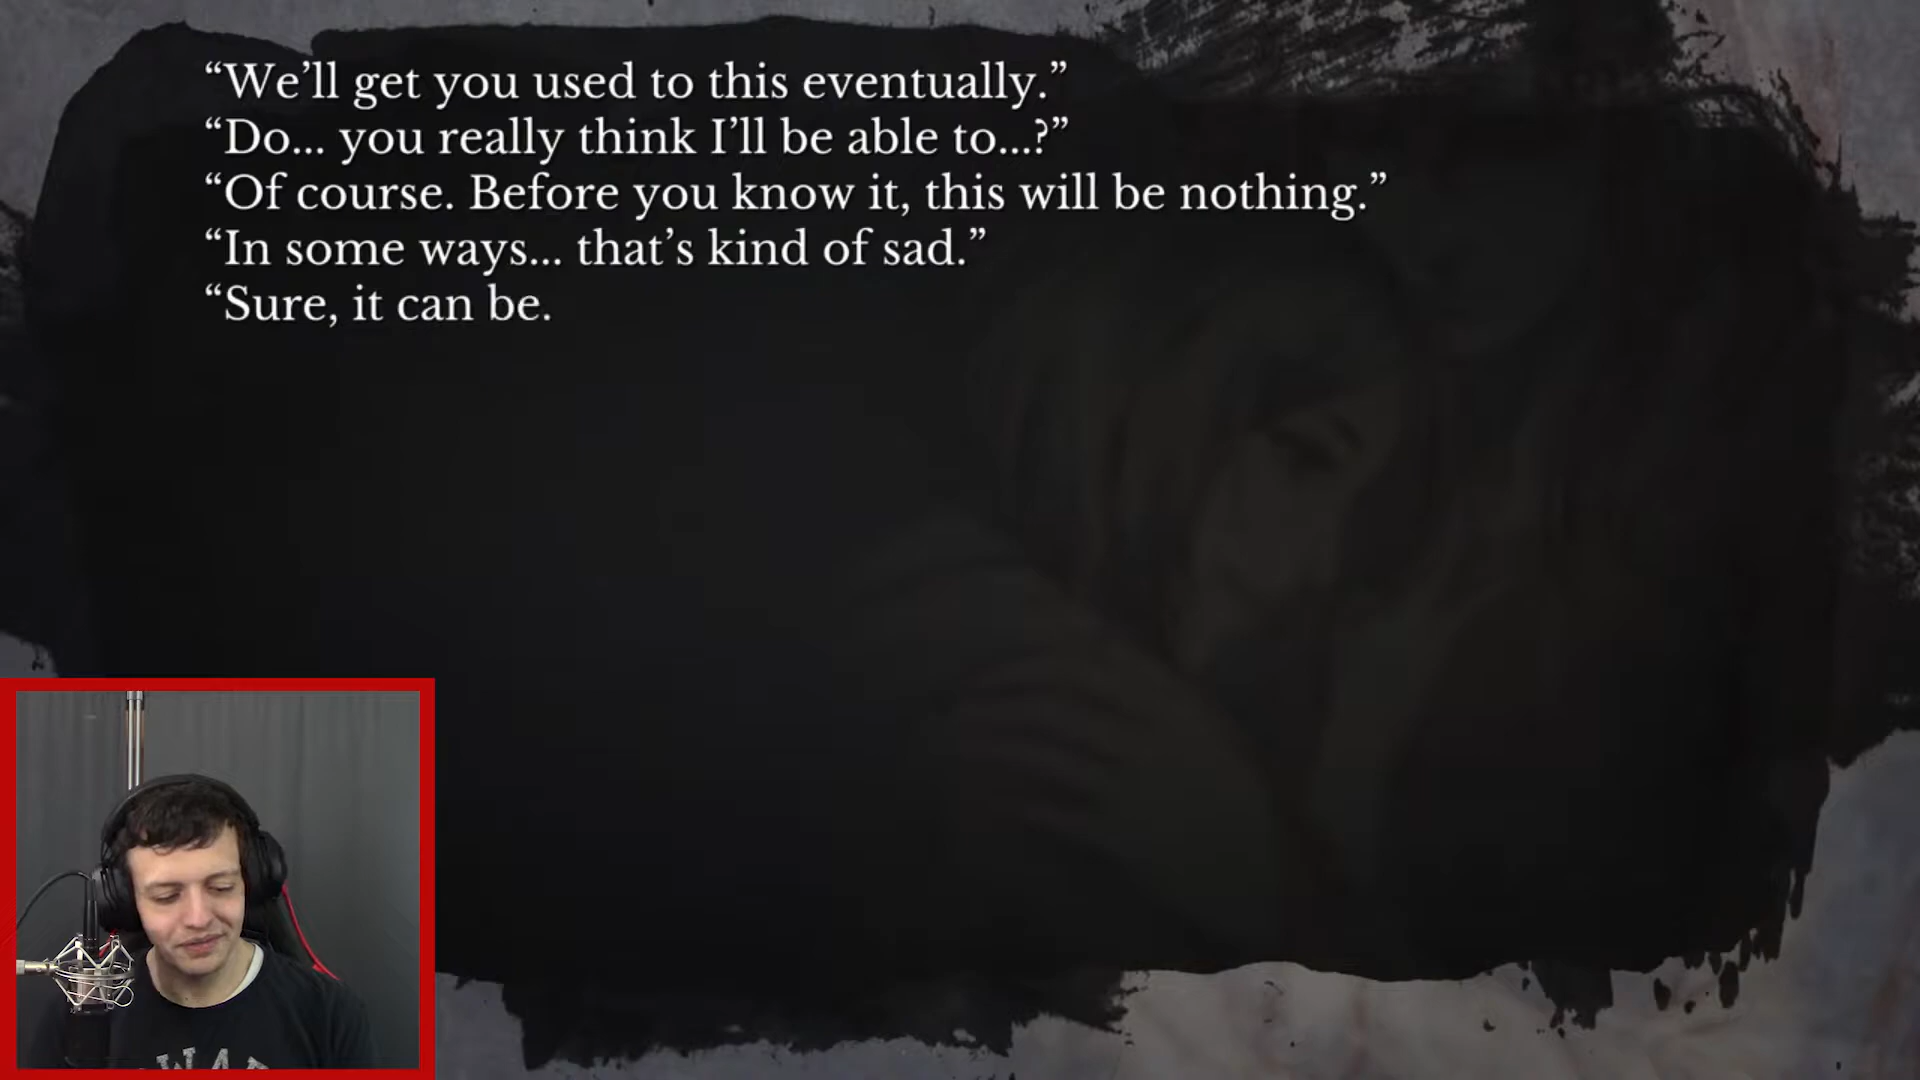 “We’ll get you used to this eventually.”
“Do... you really think I’ll be able to...?”
“Of course. Before you know it, this will be nothing.”
“In some ways... that’s kind of sad.”
“Sure, it can be.